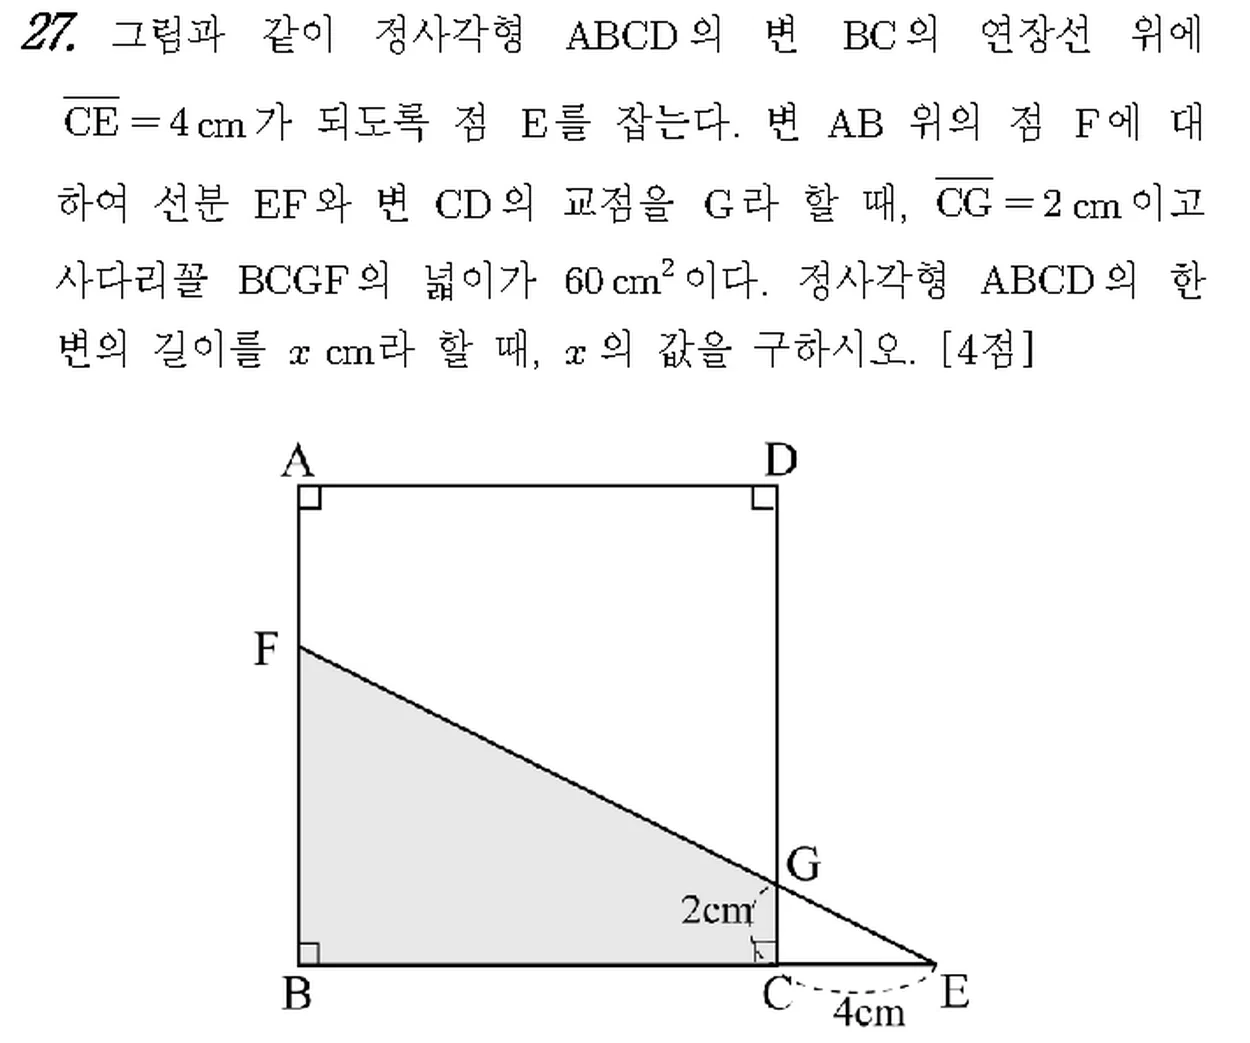 27. 그림과 같이 정사각형 ABCD의 변 BC의 연장선 위에
CE = 4 cm가 되도록 점 E를 잡는다. 변 AB 위의 점 F에 대
하여 선분 EF와 변 CD의 교점을 G라 할 때, CG = 2 cm이고
사다리꼴 BCGF의 넓이가 60 cm²이다. 정사각형 ABCD의 한
변의 길이를 x cm라 할 때, x의 값을 구하시오. [4점]
A
D
F
G
2cm
B
C
E
4cm